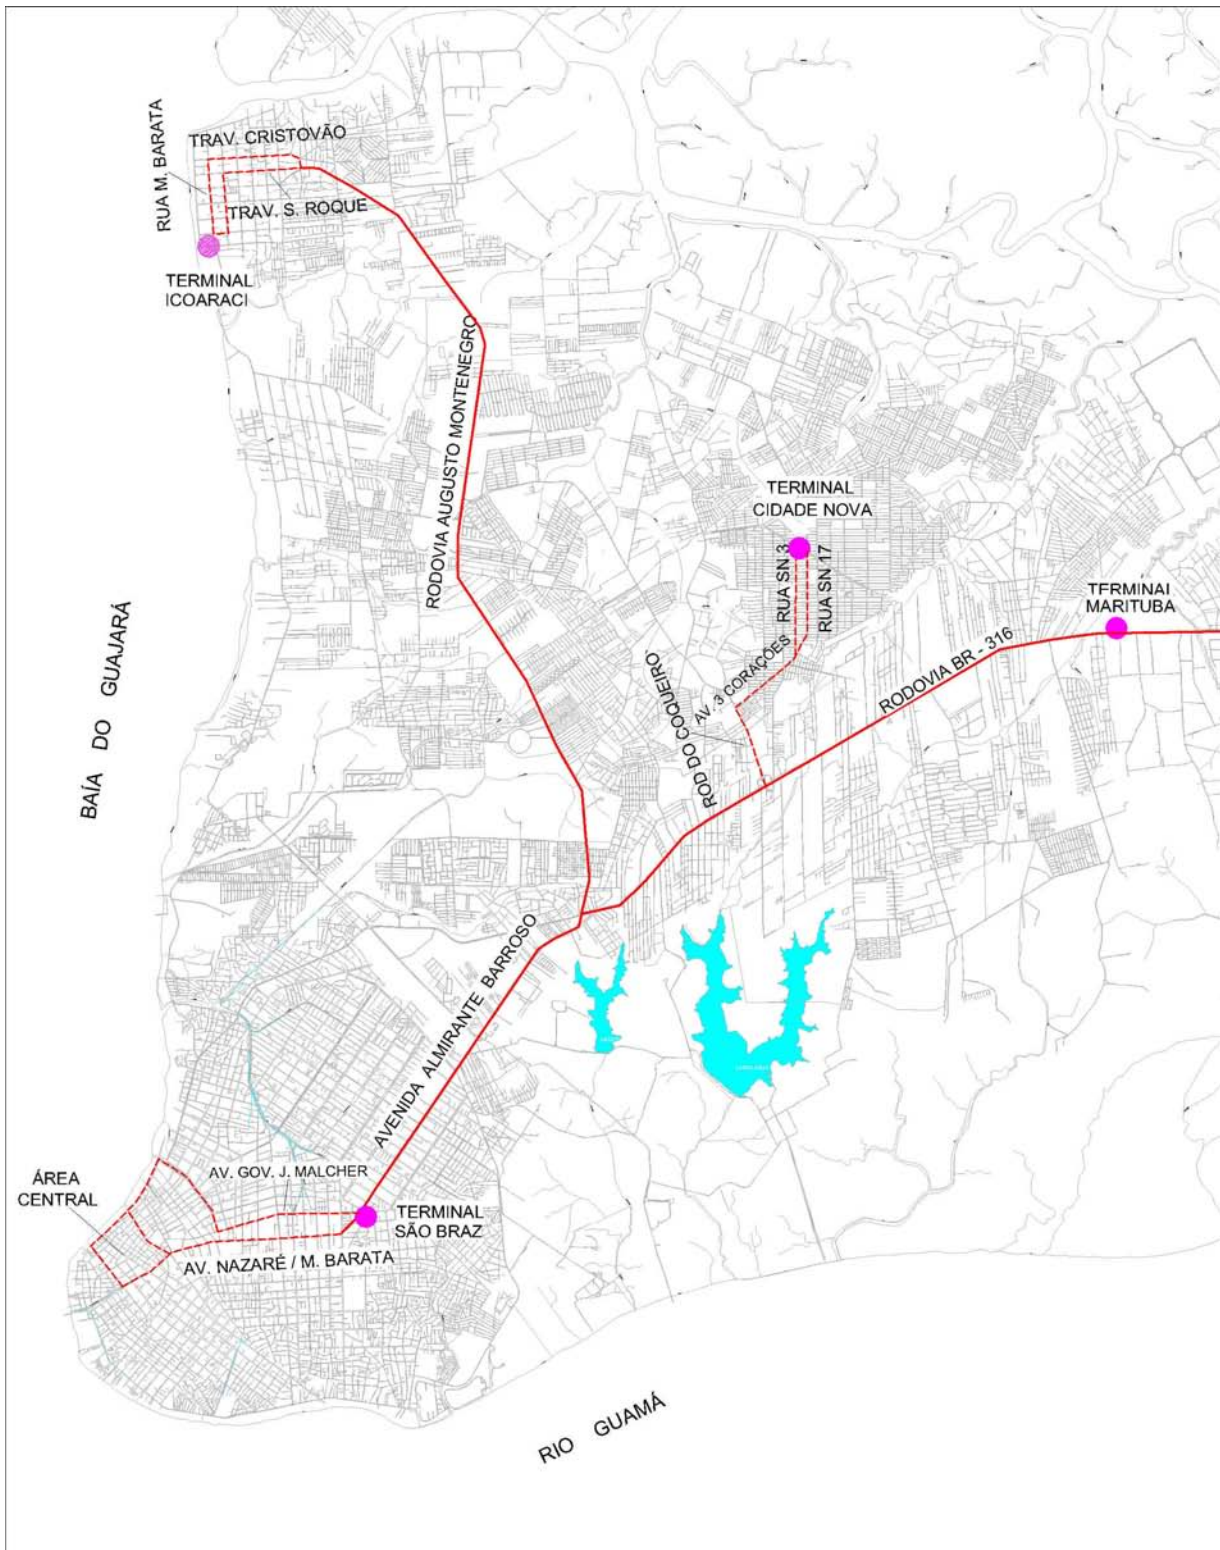 TRAV. CRISTOVÃO
RUA M. BARATA
TRAV. S. ROQUE
TERMINAL
ICOARACI
RODOVIA AUGUSTO MONTENEGRO
TERMINAL
CIDADE NOVA
RUA SN 3
RUA SN 17
TERMINAL
MARITUBA
BAÍA DO GUAJARÁ
AV. 3 CORAÇÕES
ROD DO COQUEIRO
RODOVIA BR - 316
AVENIDA ALMIRANTE BARROSO
AV. GOV. J. MALCHER
ÁREA
CENTRAL
TERMINAL
SÃO BRAZ
AV. NAZARÉ / M. BARATA
RIO GUAMÁ